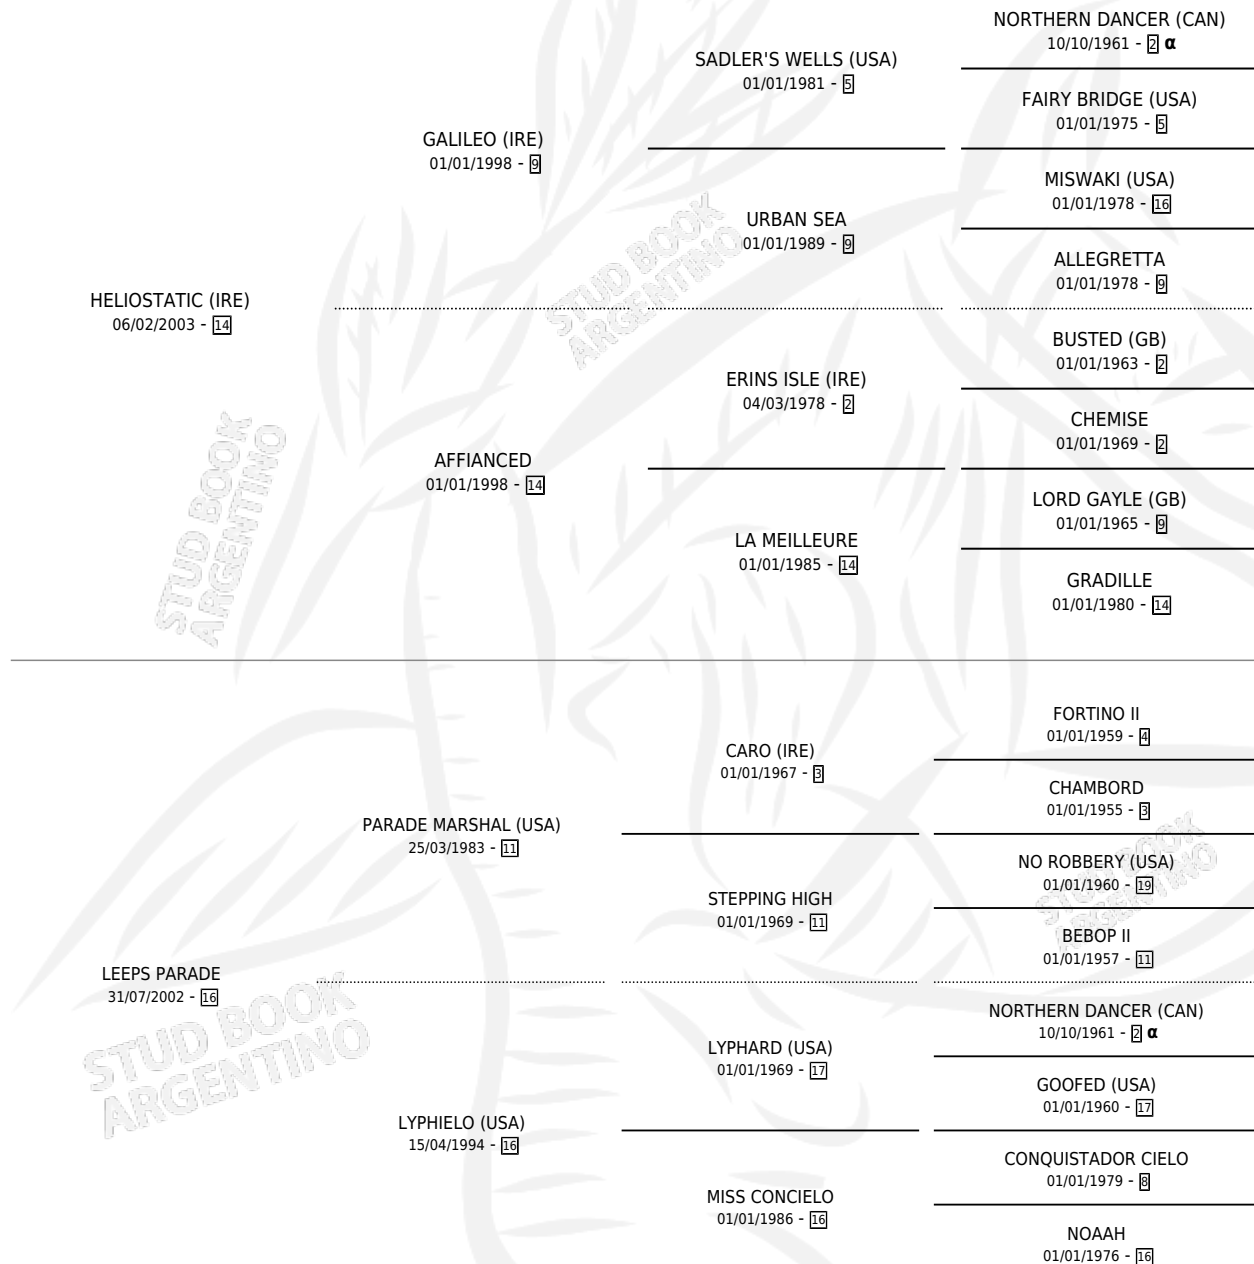 NORTHERN DANCER (CAN)
10/10/1961 - 2 α
SADLER'S WELLS (USA)
01/01/1981 - 5
FAIRY BRIDGE (USA)
01/01/1975 - 5
GALILEO (IRE)
01/01/1998 - 9
MISWAKI (USA)
01/01/1978 - 16
URBAN SEA
01/01/1989 - 9
ALLEGRETTA
01/01/1978 - 9
HELIOSTATIC (IRE)
06/02/2003 - 14
BUSTED (GB)
01/01/1963 - 2
ERINS ISLE (IRE)
04/03/1978 - 2
CHEMISE
01/01/1969 - 2
AFFIANCED
01/01/1998 - 14
LORD GAYLE (GB)
01/01/1965 - 9
LA MEILLEURE
01/01/1985 - 14
GRADILLE
01/01/1980 - 14
FORTINO II
01/01/1959 - 4
CARO (IRE)
01/01/1967 - 3
CHAMBORD
01/01/1955 - 3
PARADE MARSHAL (USA)
25/03/1983 - 11
NO ROBBERY (USA)
01/01/1960 - 19
STEPPING HIGH
01/01/1969 - 11
BEBOP II
01/01/1957 - 11
LEEPS PARADE
31/07/2002 - 16
NORTHERN DANCER (CAN)
10/10/1961 - 2 α
LYPHARD (USA)
01/01/1969 - 17
GOOFED (USA)
01/01/1960 - 17
LYPHIELO (USA)
15/04/1994 - 16
CONQUISTADOR CIELO
01/01/1979 - 8
MISS CONCIELO
01/01/1986 - 16
NOAAH
01/01/1976 - 16
STUD BOOK
ARGENTINO
STUD BOOK
ARGENTINO
STUD BOOK
ARGENTINO
STUD BOOK
ARGENTINO